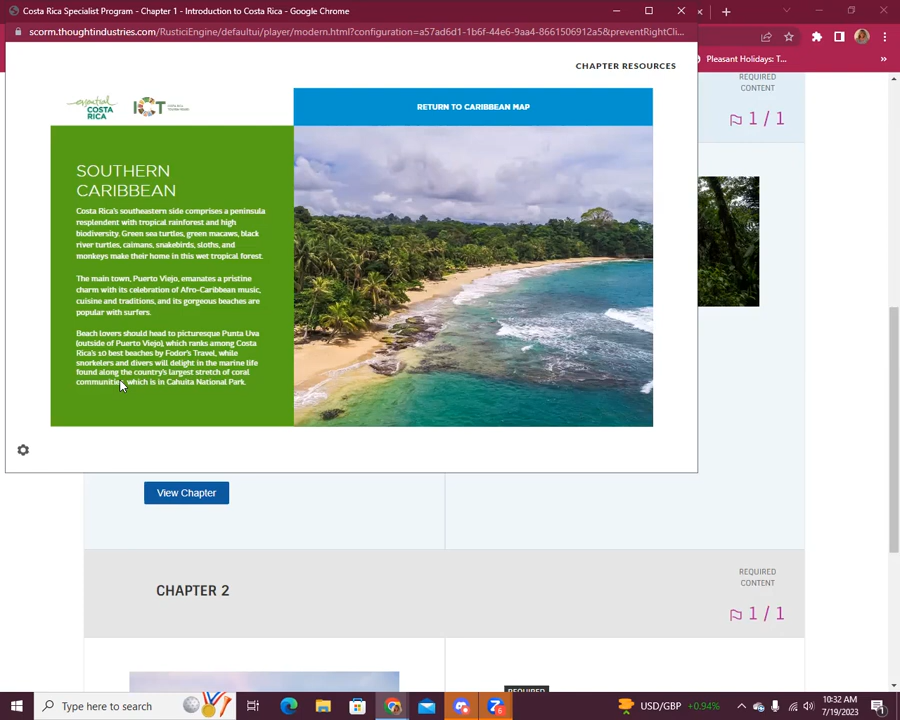 Costa Rica Specialist Program - Chapter 1 - Introduction to Costa Rica - Google Chrome
scorm.thoughtindustries.com/RusticiEngine/defaultui/player/modern.html?configuration=a57ad6d1-1b6f-44e6-9aa4-8661506912a5&preventRightCli...
Pleasant Holidays: T...
CHAPTER RESOURCES
essential
COSTA
RICA
ICT
RETURN TO CARIBBEAN MAP
SOUTHERN
CARIBBEAN
Costa Rica's southeastern side comprises a peninsula
resplendent with tropical rainforest and high
biodiversity. Green sea turtles, green macaws, black
river turtles, caimans, snakebirds, sloths, and
monkeys make their home in this wet tropical forest.
The main town, Puerto Viejo, emanates a pristine
charm with its celebration of Afro-Caribbean music,
cuisine and traditions, and its gorgeous beaches are
popular with surfers.
Beach lovers should head to picturesque Punta Uva
(outside of Puerto Viejo), which ranks among Costa
Rica's 10 best beaches by Fodor's Travel, while
snorkelers and divers will delight in the marine life
found along the country's largest stretch of coral
communities which is in Cahuita National Park.
REQUIRED
CONTENT
1 / 1
View Chapter
CHAPTER 2
REQUIRED
CONTENT
1 / 1
REQUIRED
Type here to search
USD/GBP +0.94%
10:32 AM
7/19/2023